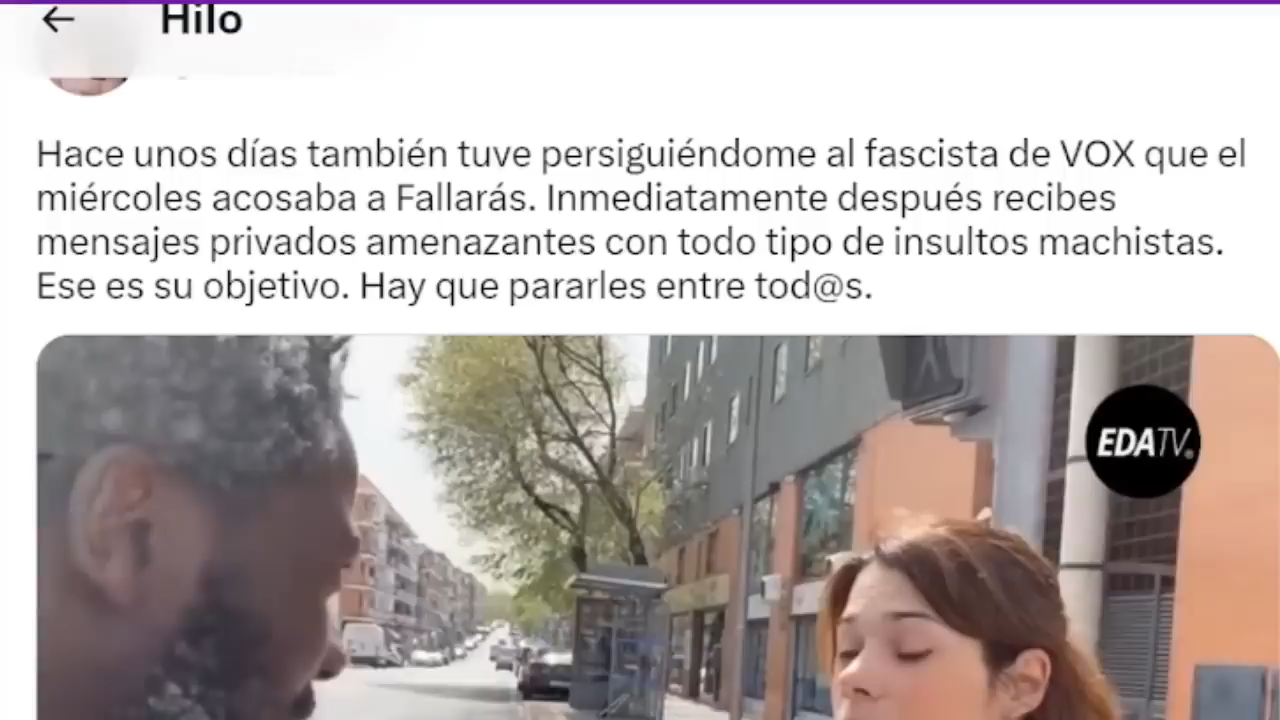 Hilo
Hace unos días también tuve persiguiéndome al fascista de VOX que el
miércoles acosaba a Fallarás. Inmediatamente después recibes
mensajes privados amenazantes con todo tipo de insultos machistas.
Ese es su objetivo. Hay que pararles entre tod@s.
EDATV.